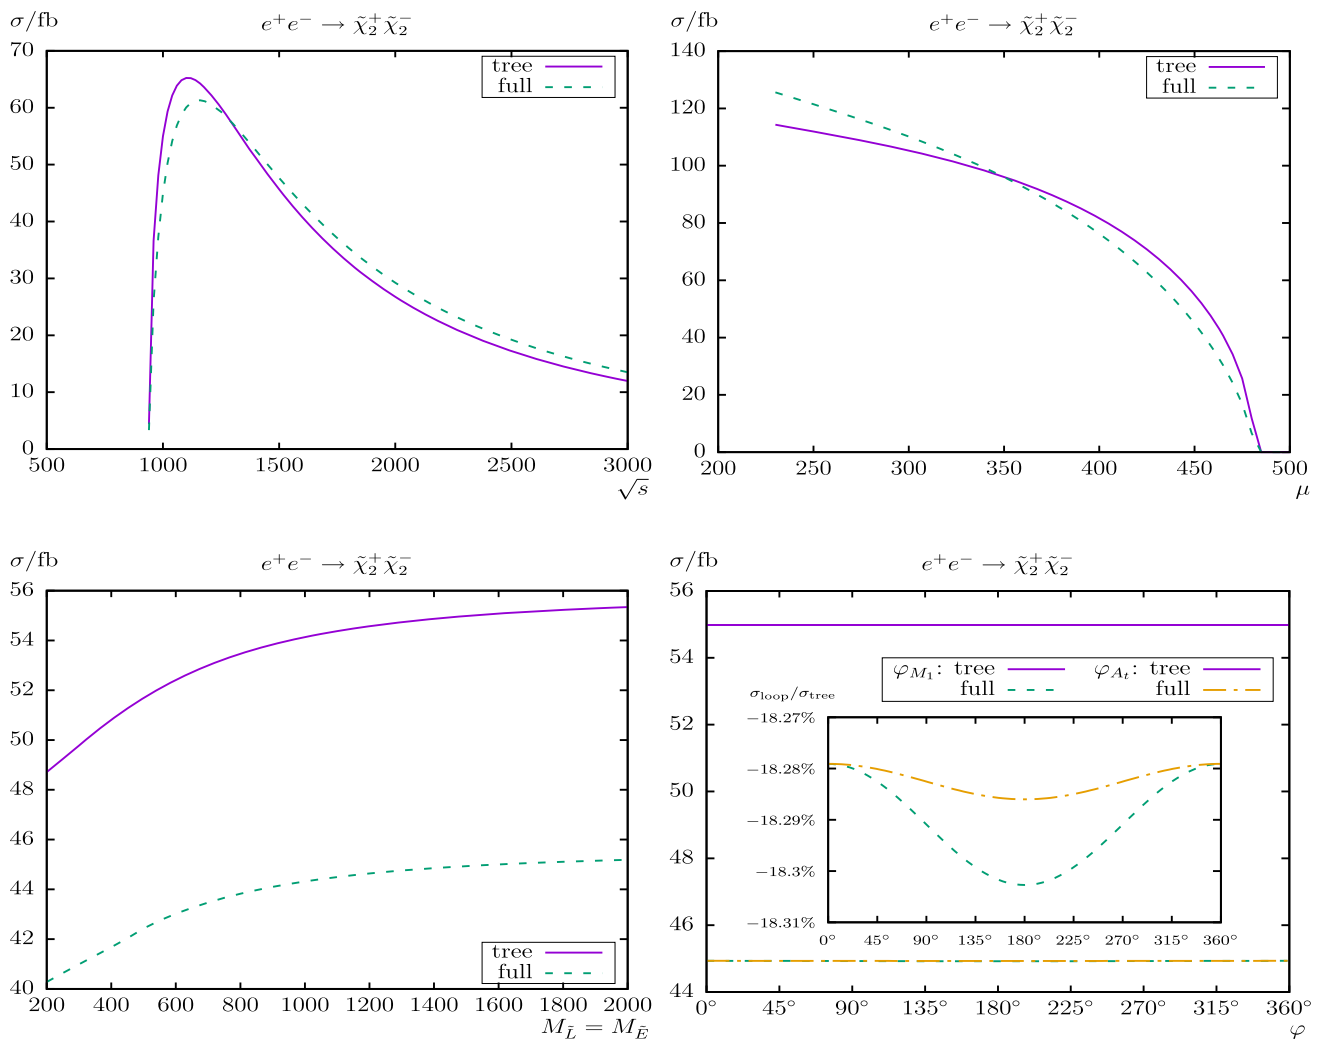 σ/fb
e⁺e⁻ → χ̃₂⁺χ̃₂⁻
70
60
50
40
30
20
10
0
tree
full
500 1000 1500 2000 2500 3000
√s
σ/fb
e⁺e⁻ → χ̃₂⁺χ̃₂⁻
140
120
100
80
60
40
20
0
tree
full
200 250 300 350 400 450 500
μ
σ/fb
e⁺e⁻ → χ̃₂⁺χ̃₂⁻
56
54
52
50
48
46
44
42
40
tree
full
200 400 600 800 1000 1200 1400 1600 1800 2000
M_L̃ = M_Ẽ
σ/fb
e⁺e⁻ → χ̃₂⁺χ̃₂⁻
56
54
52
50
48
46
44
φ_M₁: tree φ_Aₜ: tree
full full
σloop/σtree
−18.27%
−18.28%
−18.29%
−18.3%
−18.31%
0° 45° 90° 135° 180° 225° 270° 315° 360°
0° 45° 90° 135° 180° 225° 270° 315° 360°
φ